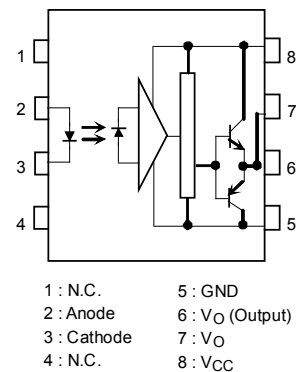 1
2
3
4
8
7
6
5
1 : N.C.
2 : Anode
3 : Cathode
4 : N.C.
5 : GND
6 : VO (Output)
7 : VO
8 : VCC